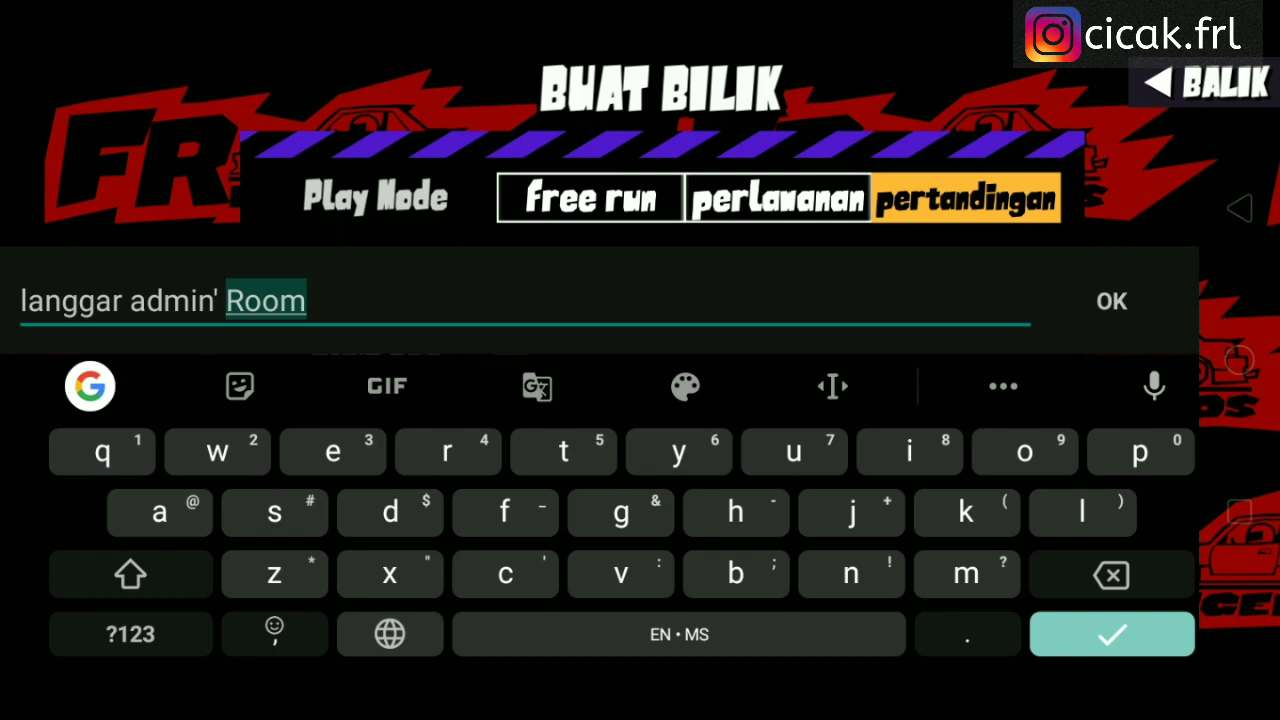 cicak.frl
BUAT BILIK
BALIK
FR
Play Mode
free run
perlawanan
pertandingan
langgar admin' Room
OK
GIF
q 1 w 2 e 3 r 4 t 5 y 6 u 7 i 8 o 9 p 0
a @ s # d $ f _ g & h - j + k ( l )
z * x " c ' v : b ; n ! m ?
?123 , EN • MS .